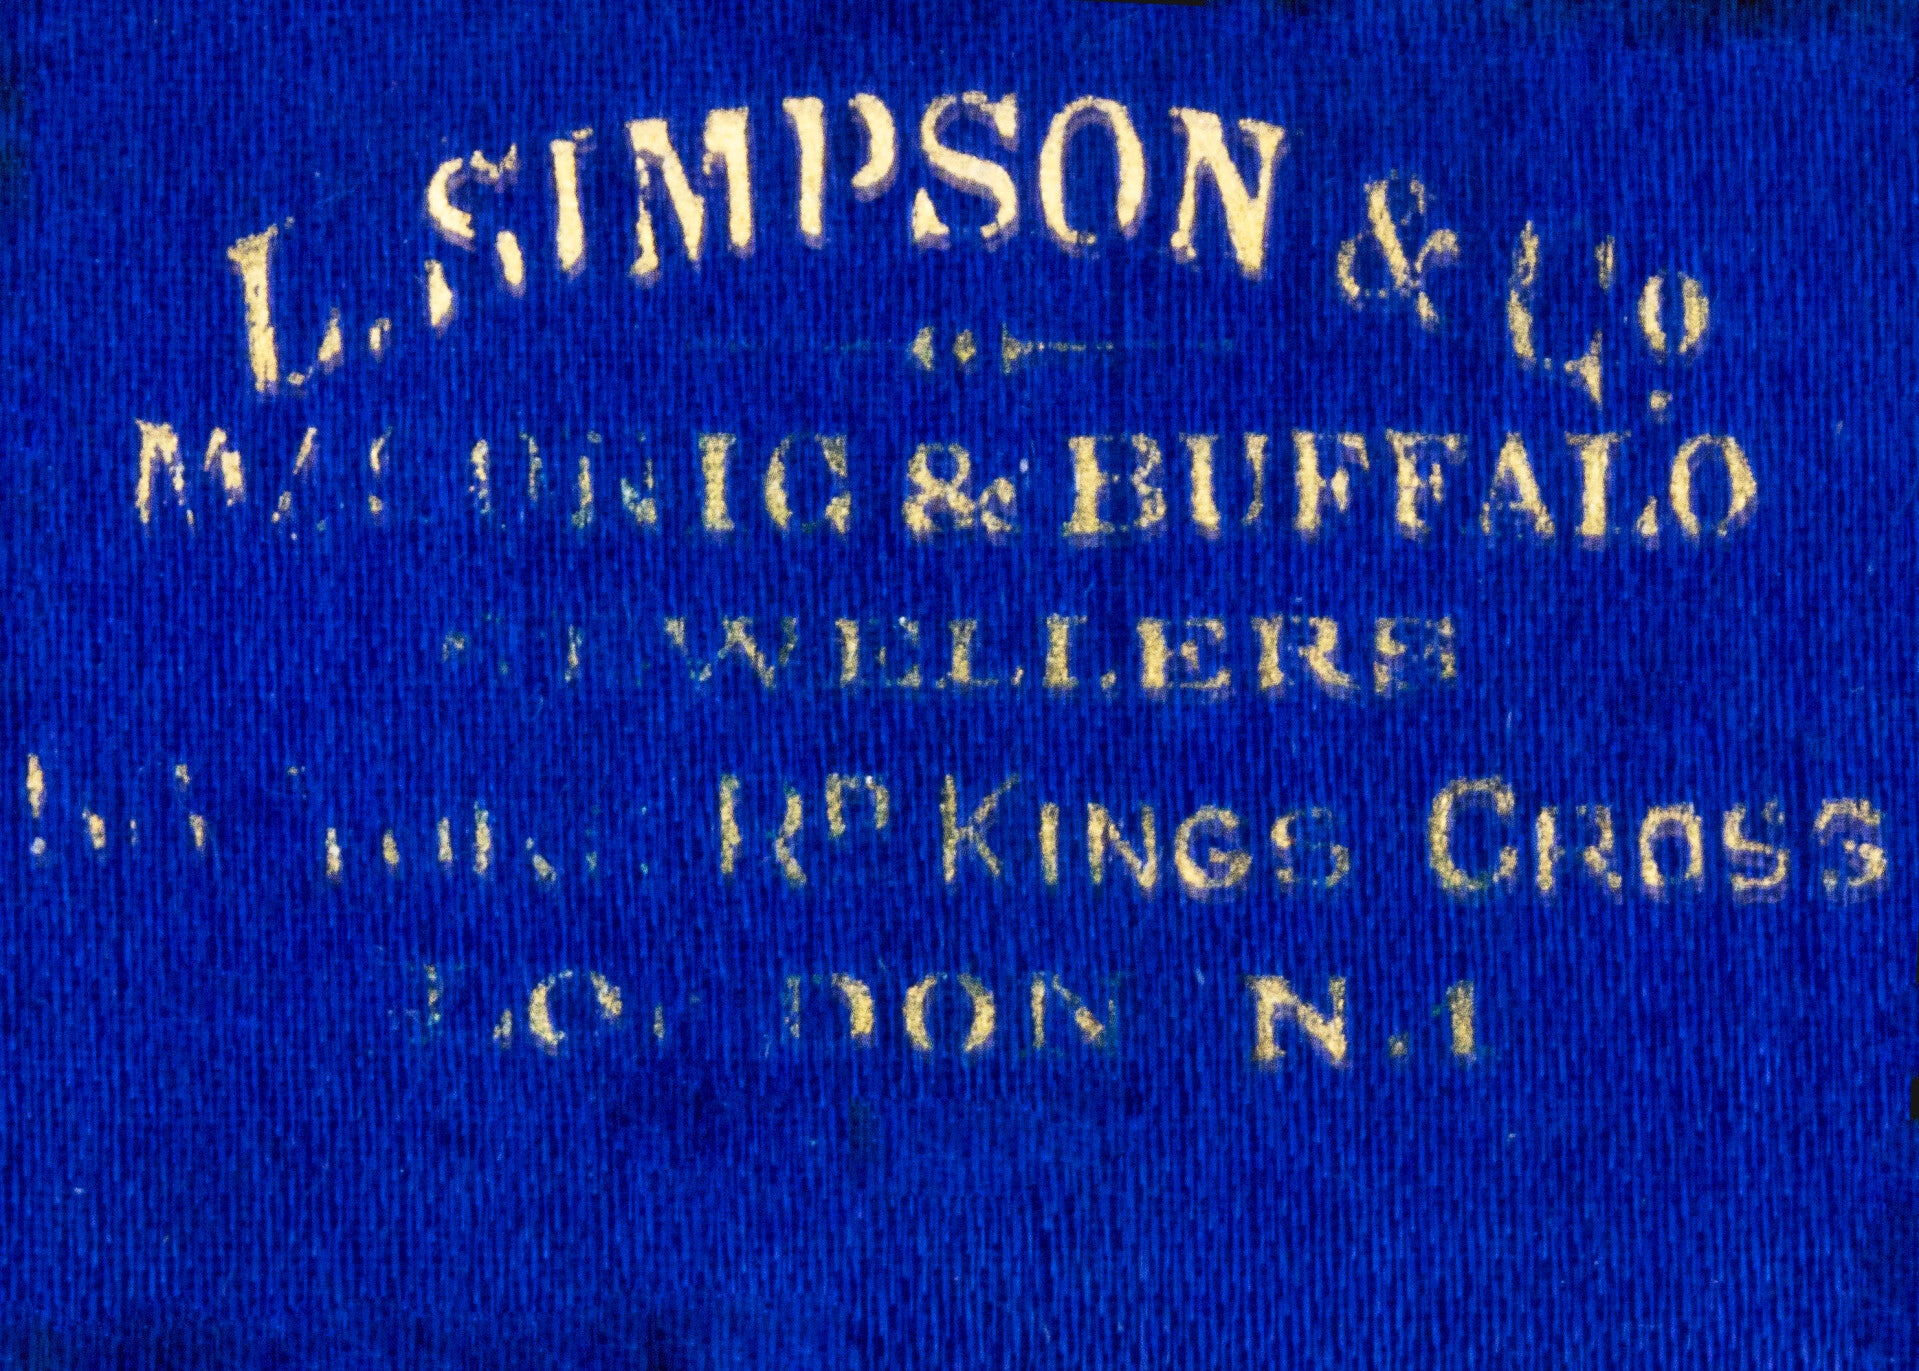 L. SIMPSON & Co.
MASONIC & BUFFALO
JEWELLERS
RD KINGS CROSS
LONDON N.1